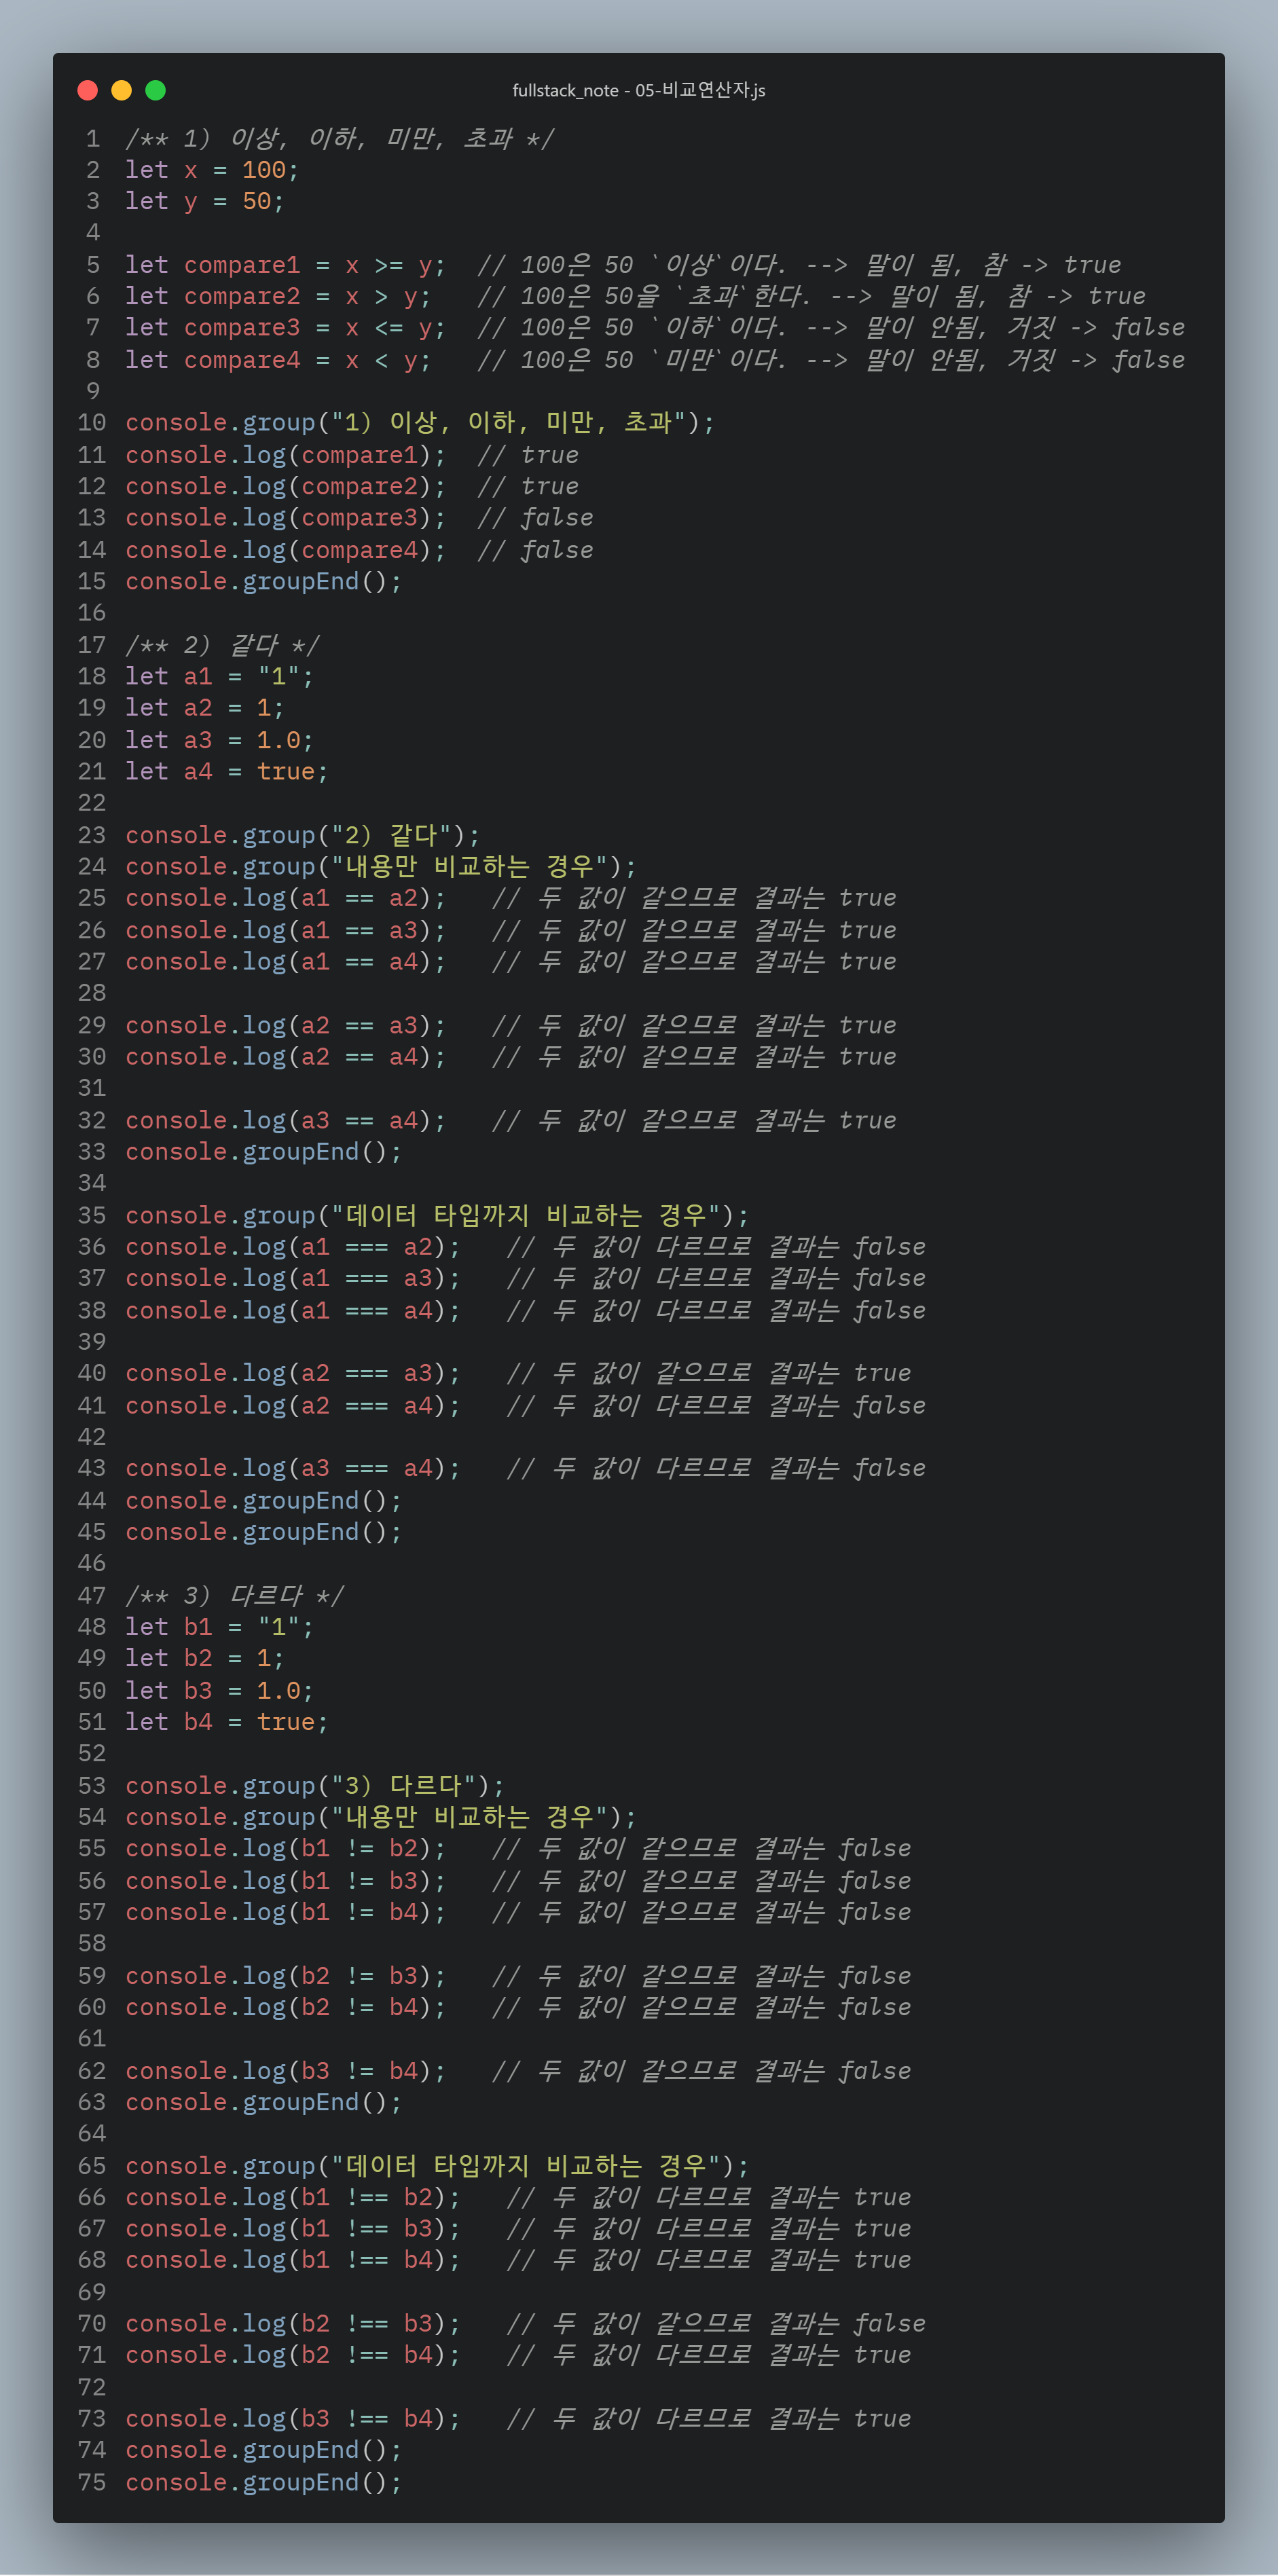 fullstack_note - 05-비교연산자.js
1 /** 1) 이상, 이하, 미만, 초과 */
2 let x = 100;
3 let y = 50;
4
5 let compare1 = x >= y;  // 100은 50 `이상`이다. --> 말이 됨, 참 -> true
6 let compare2 = x > y;   // 100은 50을 `초과`한다. --> 말이 됨, 참 -> true
7 let compare3 = x <= y;  // 100은 50 `이하`이다. --> 말이 안됨, 거짓 -> false
8 let compare4 = x < y;   // 100은 50 `미만`이다. --> 말이 안됨, 거짓 -> false
9
10 console.group("1) 이상, 이하, 미만, 초과");
11 console.log(compare1);  // true
12 console.log(compare2);  // true
13 console.log(compare3);  // false
14 console.log(compare4);  // false
15 console.groupEnd();
16
17 /** 2) 같다 */
18 let a1 = "1";
19 let a2 = 1;
20 let a3 = 1.0;
21 let a4 = true;
22
23 console.group("2) 같다");
24 console.group("내용만 비교하는 경우");
25 console.log(a1 == a2);   // 두 값이 같으므로 결과는 true
26 console.log(a1 == a3);   // 두 값이 같으므로 결과는 true
27 console.log(a1 == a4);   // 두 값이 같으므로 결과는 true
28
29 console.log(a2 == a3);   // 두 값이 같으므로 결과는 true
30 console.log(a2 == a4);   // 두 값이 같으므로 결과는 true
31
32 console.log(a3 == a4);   // 두 값이 같으므로 결과는 true
33 console.groupEnd();
34
35 console.group("데이터 타입까지 비교하는 경우");
36 console.log(a1 === a2);   // 두 값이 다르므로 결과는 false
37 console.log(a1 === a3);   // 두 값이 다르므로 결과는 false
38 console.log(a1 === a4);   // 두 값이 다르므로 결과는 false
39
40 console.log(a2 === a3);   // 두 값이 같으므로 결과는 true
41 console.log(a2 === a4);   // 두 값이 다르므로 결과는 false
42
43 console.log(a3 === a4);   // 두 값이 다르므로 결과는 false
44 console.groupEnd();
45 console.groupEnd();
46
47 /** 3) 다르다 */
48 let b1 = "1";
49 let b2 = 1;
50 let b3 = 1.0;
51 let b4 = true;
52
53 console.group("3) 다르다");
54 console.group("내용만 비교하는 경우");
55 console.log(b1 != b2);   // 두 값이 같으므로 결과는 false
56 console.log(b1 != b3);   // 두 값이 같으므로 결과는 false
57 console.log(b1 != b4);   // 두 값이 같으므로 결과는 false
58
59 console.log(b2 != b3);   // 두 값이 같으므로 결과는 false
60 console.log(b2 != b4);   // 두 값이 같으므로 결과는 false
61
62 console.log(b3 != b4);   // 두 값이 같으므로 결과는 false
63 console.groupEnd();
64
65 console.group("데이터 타입까지 비교하는 경우");
66 console.log(b1 !== b2);   // 두 값이 다르므로 결과는 true
67 console.log(b1 !== b3);   // 두 값이 다르므로 결과는 true
68 console.log(b1 !== b4);   // 두 값이 다르므로 결과는 true
69
70 console.log(b2 !== b3);   // 두 값이 같으므로 결과는 false
71 console.log(b2 !== b4);   // 두 값이 다르므로 결과는 true
72
73 console.log(b3 !== b4);   // 두 값이 다르므로 결과는 true
74 console.groupEnd();
75 console.groupEnd();